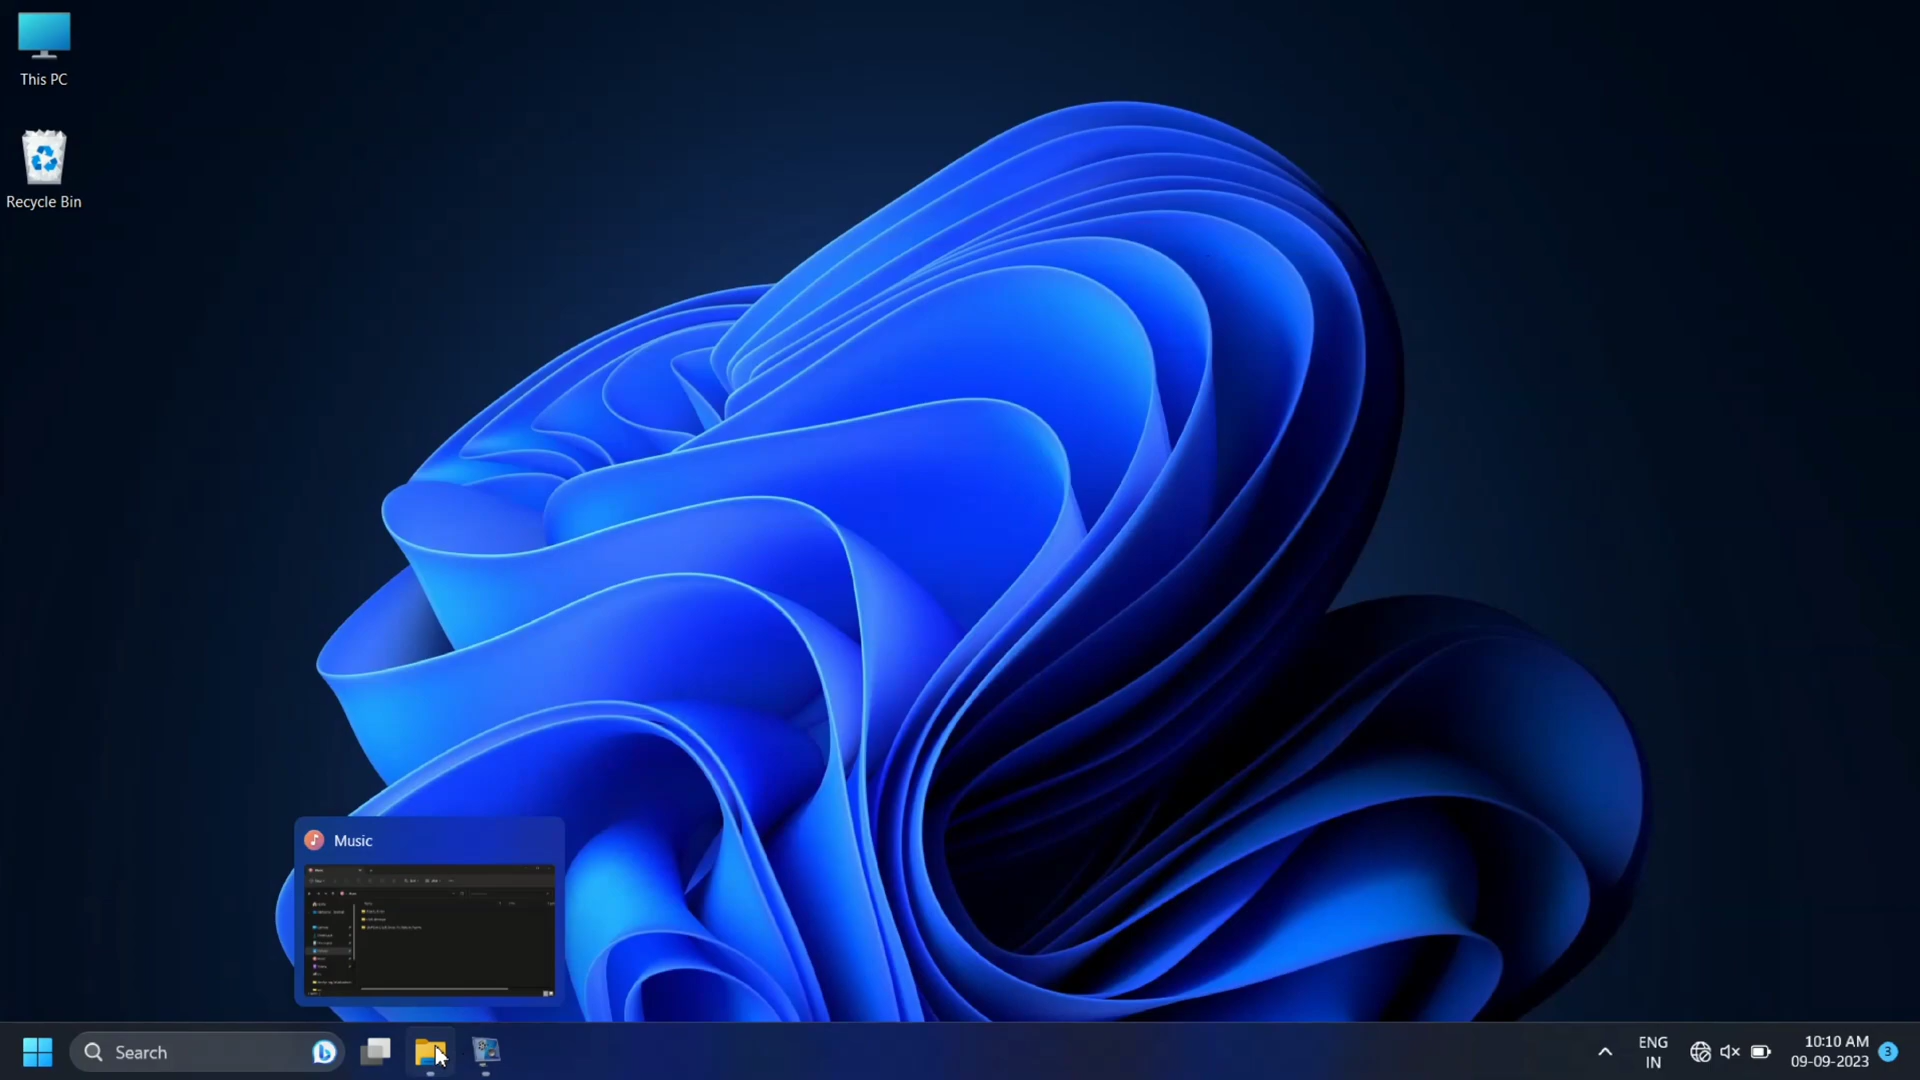 This PC
Recycle Bin
Music
Search
ENG
IN
10:10 AM
09-09-2023
3